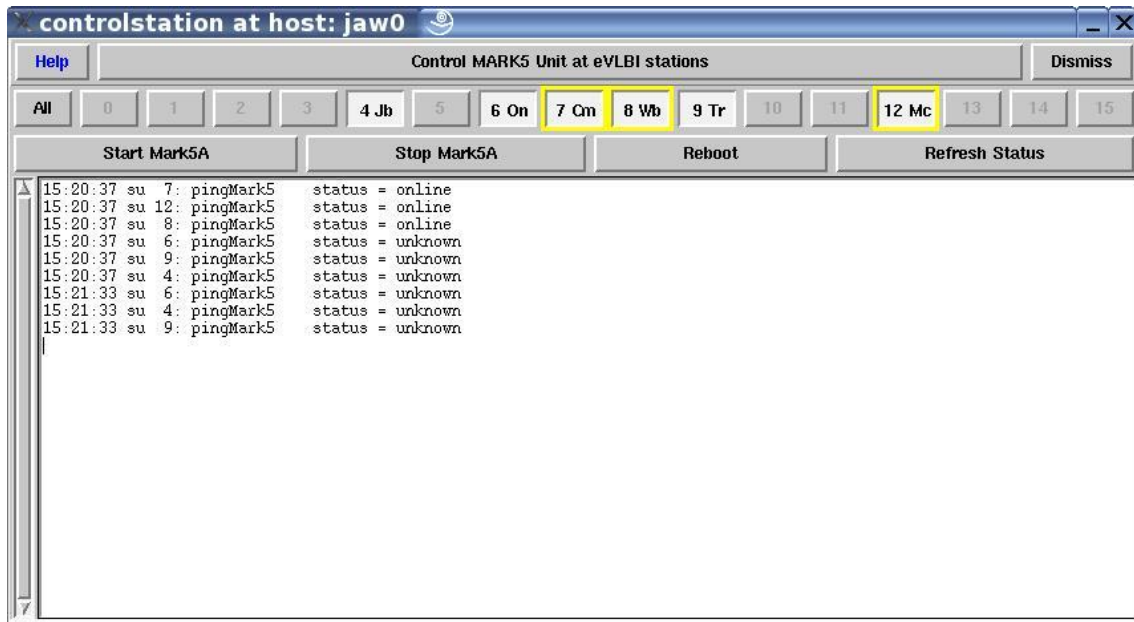 controlstation at host: jaw0
Help Control MARK5 Unit at eVLBI stations Dismiss
All 0 1 2 3 4 Jb 5 6 On 7 Cm 8 Wb 9 Tr 10 11 12 Mc 13 14 15
Start Mark5A Stop Mark5A Reboot Refresh Status
15:20:37 su 7: pingMark5 status = online
15:20:37 su 12: pingMark5 status = online
15:20:37 su 8: pingMark5 status = online
15:20:37 su 6: pingMark5 status = unknown
15:20:37 su 9: pingMark5 status = unknown
15:20:37 su 4: pingMark5 status = unknown
15:21:33 su 6: pingMark5 status = unknown
15:21:33 su 4: pingMark5 status = unknown
15:21:33 su 9: pingMark5 status = unknown